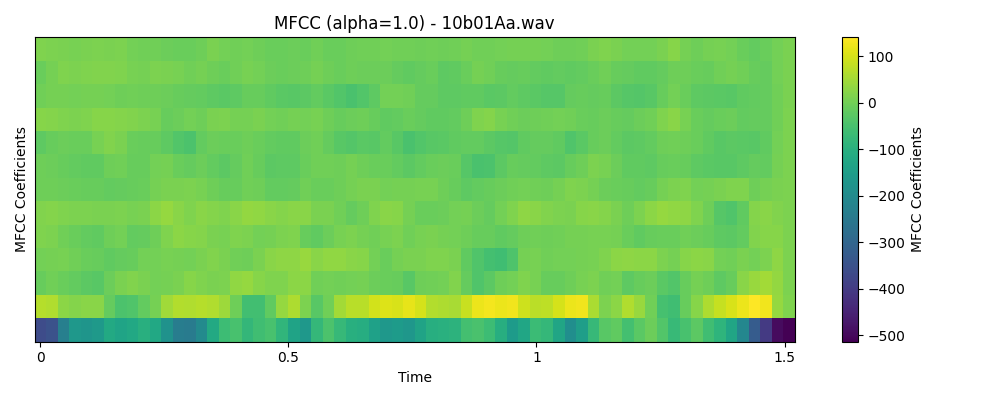 MFCC (alpha=1.0) - 10b01Aa.wav
MFCC Coefficients
0
0.5
1
1.5
Time
100
0
−100
−200
−300
−400
−500
MFCC Coefficients